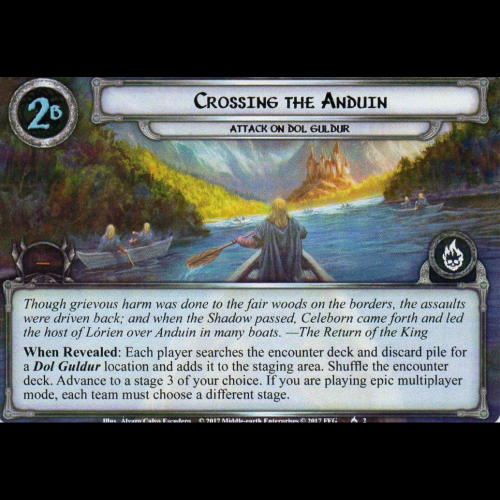 2B
CROSSING THE ANDUIN
ATTACK ON DOL GULDUR
Though grievous harm was done to the fair woods on the borders, the assaults
were driven back; and when the Shadow passed, Celeborn came forth and led
the host of Lórien over Anduin in many boats. —The Return of the King
When Revealed: Each player searches the encounter deck and discard pile for
a Dol Guldur location and adds it to the staging area. Shuffle the encounter
deck. Advance to a stage 3 of your choice. If you are playing epic multiplayer
mode, each team must choose a different stage.
Illus. Álvaro Calvo Escudero © 2017 Middle-earth Enterprises © 2017 FFG 2